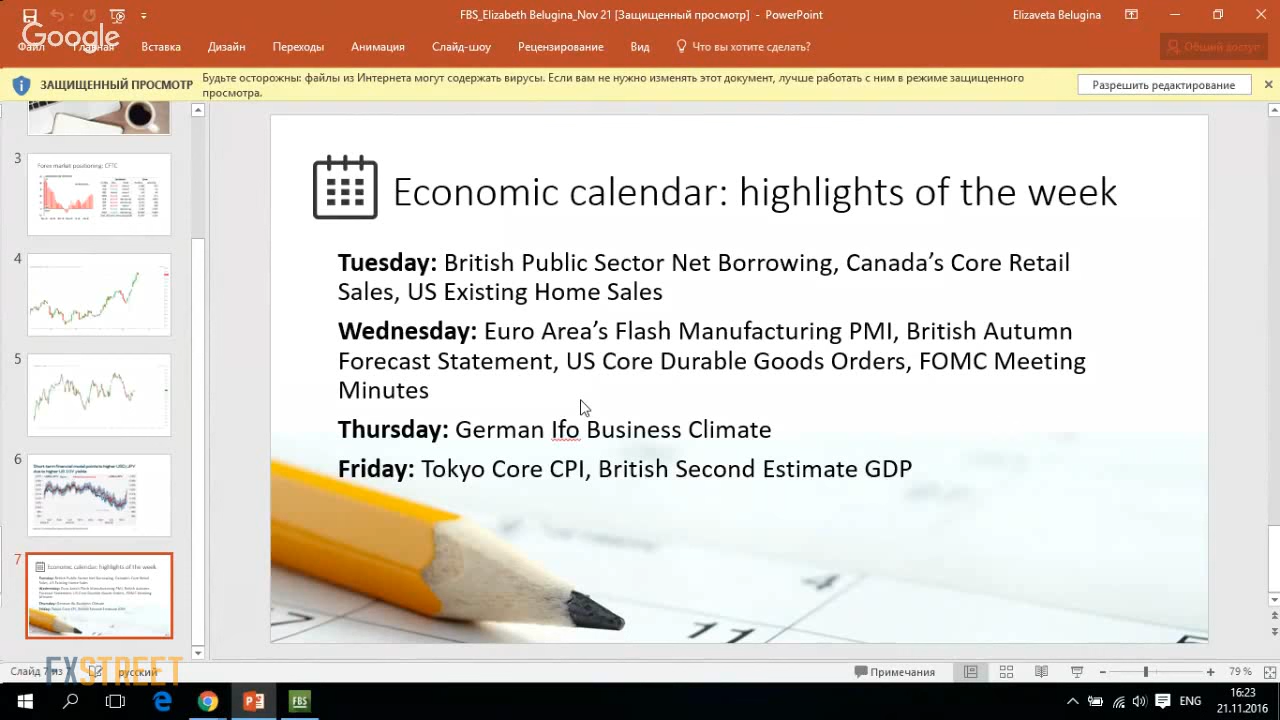 FBS_Elizabeth Belugina_Nov 21 [Защищенный просмотр] - PowerPoint
Elizaveta Belugina
Google
Файл Главная Вставка Дизайн Переходы Анимация Слайд-шоу Рецензирование Вид Что вы хотите сделать? Общий доступ
ЗАЩИЩЕННЫЙ ПРОСМОТР Будьте осторожны: файлы из Интернета могут содержать вирусы. Если вам не нужно изменять этот документ, лучше работать с ним в режиме защищенного
просмотра.
Разрешить редактирование
3
Forex market positioning: CFTC
4
5
6
7
Economic calendar: highlights of the week
Economic calendar: highlights of the week
Tuesday: British Public Sector Net Borrowing, Canada’s Core Retail
Sales, US Existing Home Sales
Wednesday: Euro Area’s Flash Manufacturing PMI, British Autumn
Forecast Statement, US Core Durable Goods Orders, FOMC Meeting
Minutes
Thursday: German Ifo Business Climate
Friday: Tokyo Core CPI, British Second Estimate GDP
11
FXSTREET
Слайд 7 из
русский
Примечания
79 %
FBS
ENG
16:23
21.11.2016